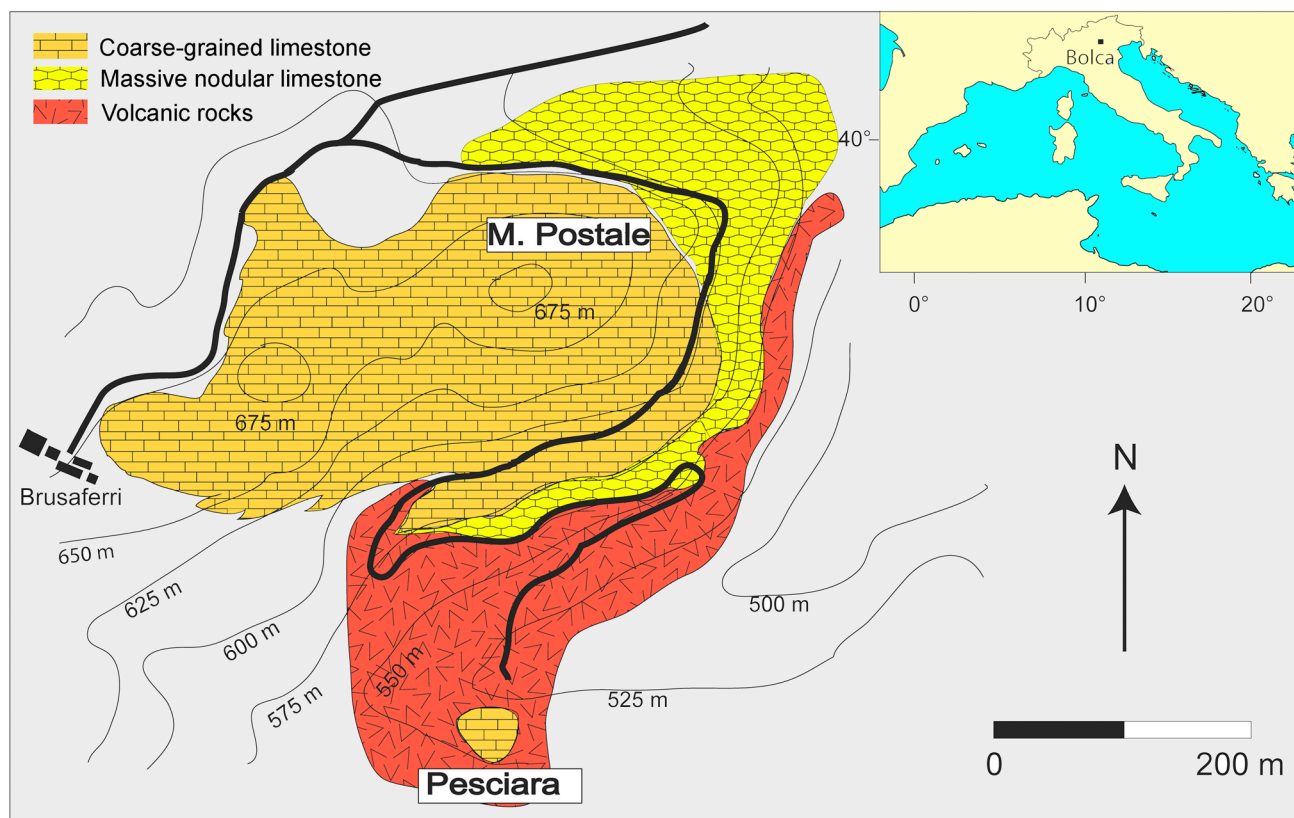 Coarse-grained limestone
Massive nodular limestone
Volcanic rocks
Bolca
40°
0°
10°
20°
M. Postale
675 m
675 m
Brusaferri
650 m
625 m
600 m
575 m
550 m
525 m
500 m
N
0
200 m
Pesciara